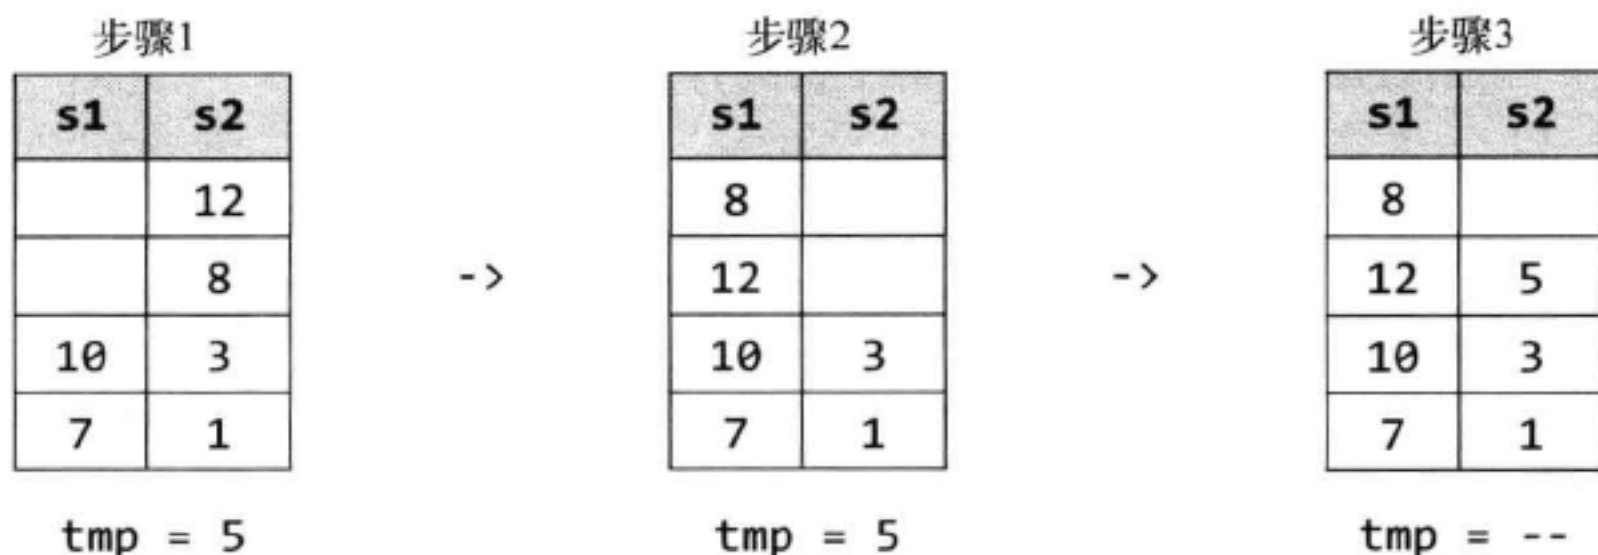 步骤1 步骤2 步骤3
s1 s2 s1 s2 s1 s2
12 8 8
8 -> 12 -> 12 5
10 3 10 3 10 3
7 1 7 1 7 1
tmp = 5 tmp = 5 tmp = --